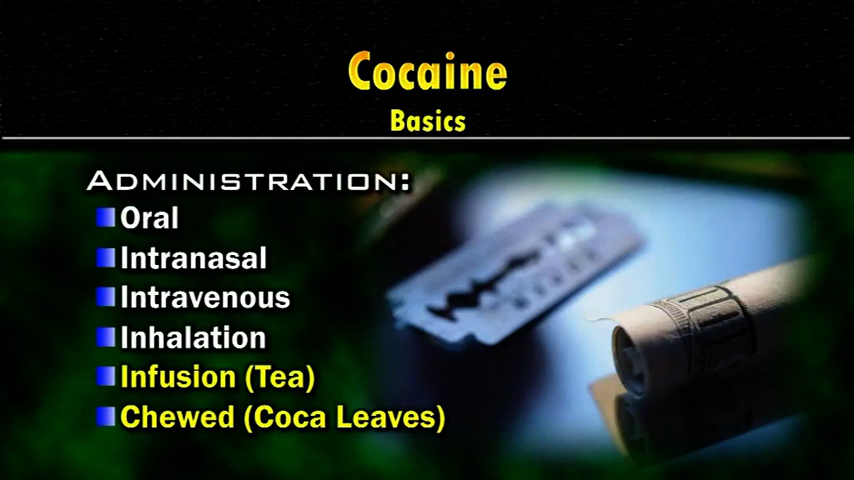 Cocaine
Basics
ADMINISTRATION:
Oral
Intranasal
Intravenous
Inhalation
Infusion (Tea)
Chewed (Coca Leaves)